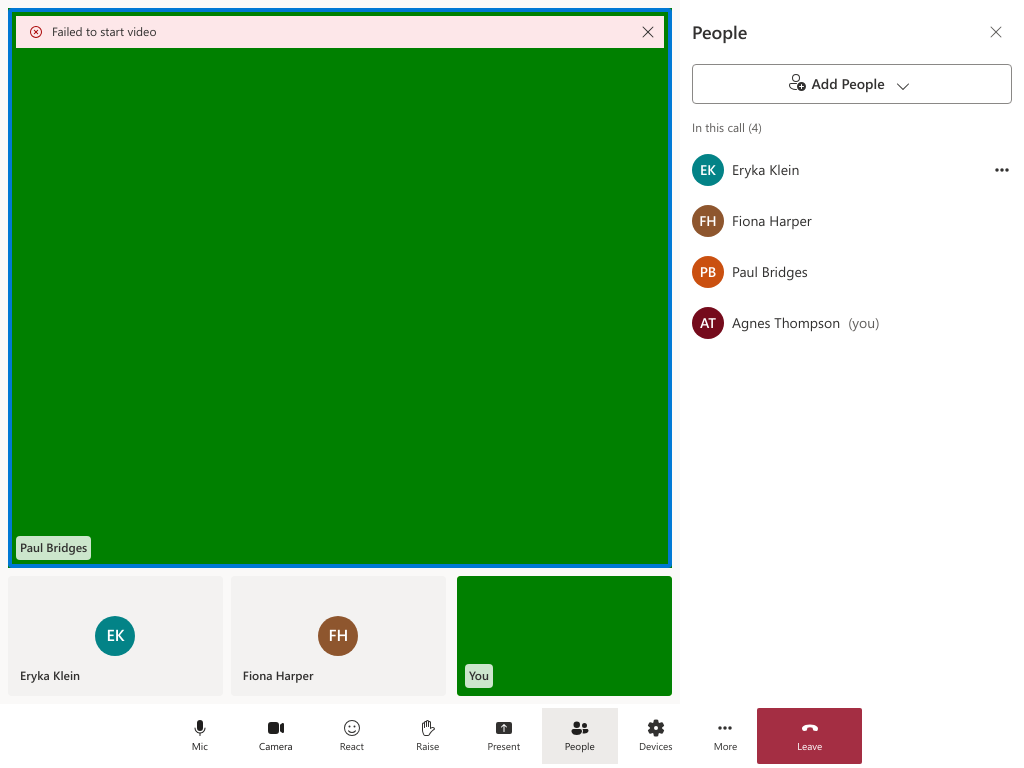 Failed to start video
Paul Bridges
EK
Eryka Klein
FH
Fiona Harper
You
People
Add People
In this call (4)
EK Eryka Klein
FH Fiona Harper
PB Paul Bridges
AT Agnes Thompson (you)
Mic
Camera
React
Raise
Present
People
Devices
More
Leave